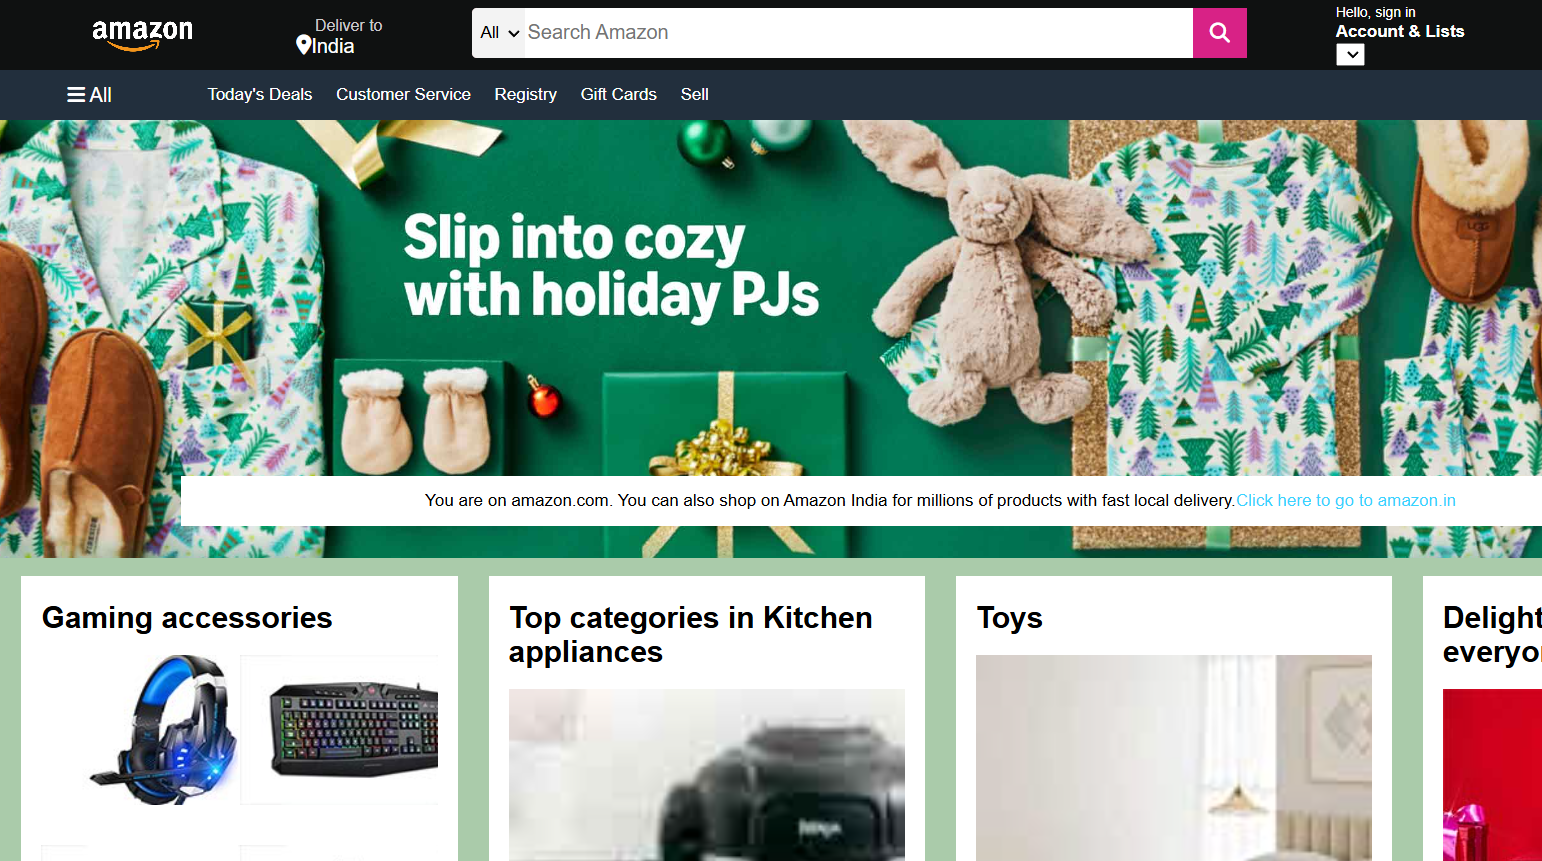 amazon
Deliver to
India
All
Search Amazon
Hello, sign in
Account & Lists
All
Today's Deals
Customer Service
Registry
Gift Cards
Sell
Slip into cozy
with holiday PJs
UGG
You are on amazon.com. You can also shop on Amazon India for millions of products with fast local delivery.Click here to go to amazon.in
Gaming accessories
Top categories in Kitchen
appliances
Toys
Delight
everyo
NINJA